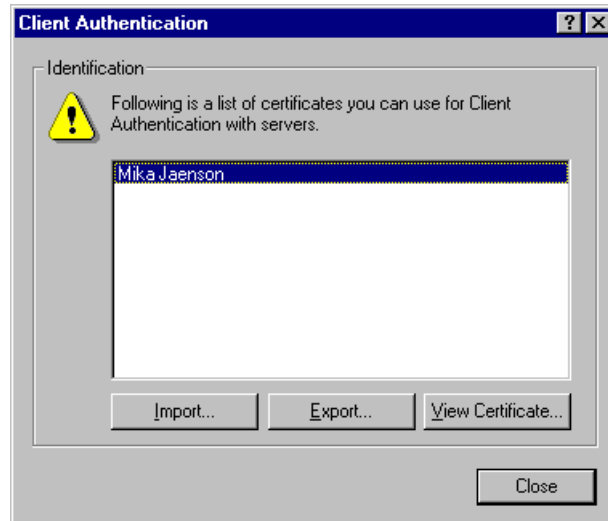 Client Authentication
Identification
Following is a list of certificates you can use for Client
Authentication with servers.
Mika Jaenson
Import...
Export...
View Certificate...
Close